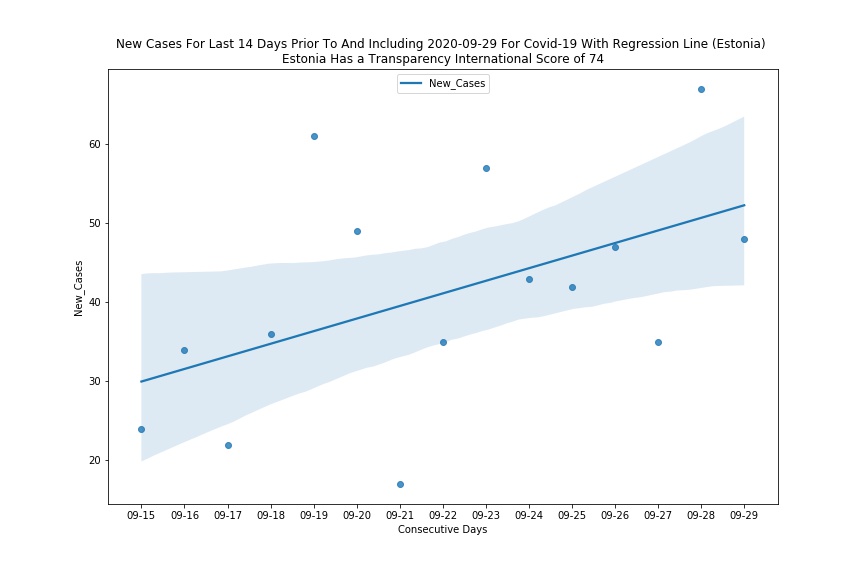 New Cases For Last 14 Days Prior To And Including 2020-09-29 For Covid-19 With Regression Line (Estonia)
Estonia Has a Transparency International Score of 74
New_Cases
60
50
40
30
20
New_Cases
09-15 09-16 09-17 09-18 09-19 09-20 09-21 09-22 09-23 09-24 09-25 09-26 09-27 09-28 09-29
Consecutive Days